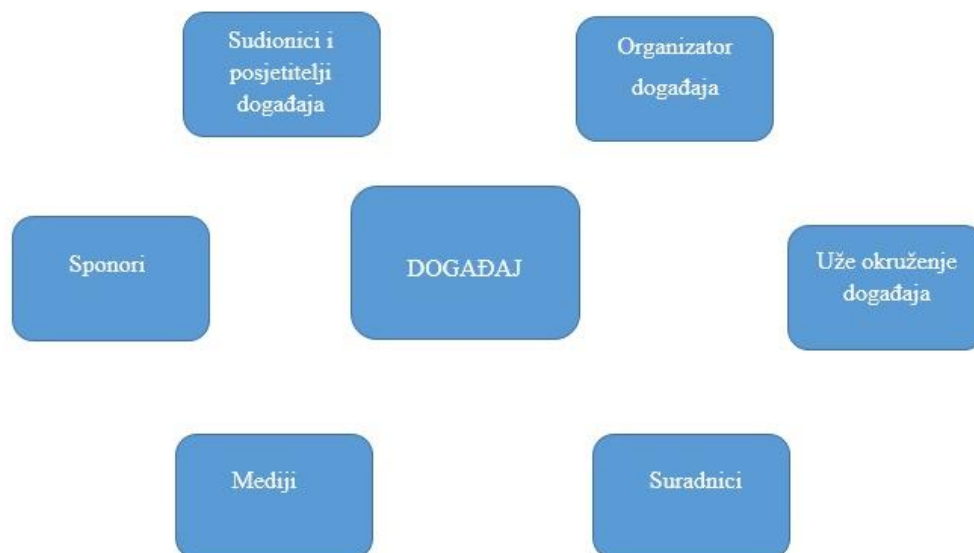 Sudionici i
posjetitelji
događaja
Organizator
događaja
Sponori
DOGAĐAJ
Uže okruženje
događaja
Mediji
Suradnici